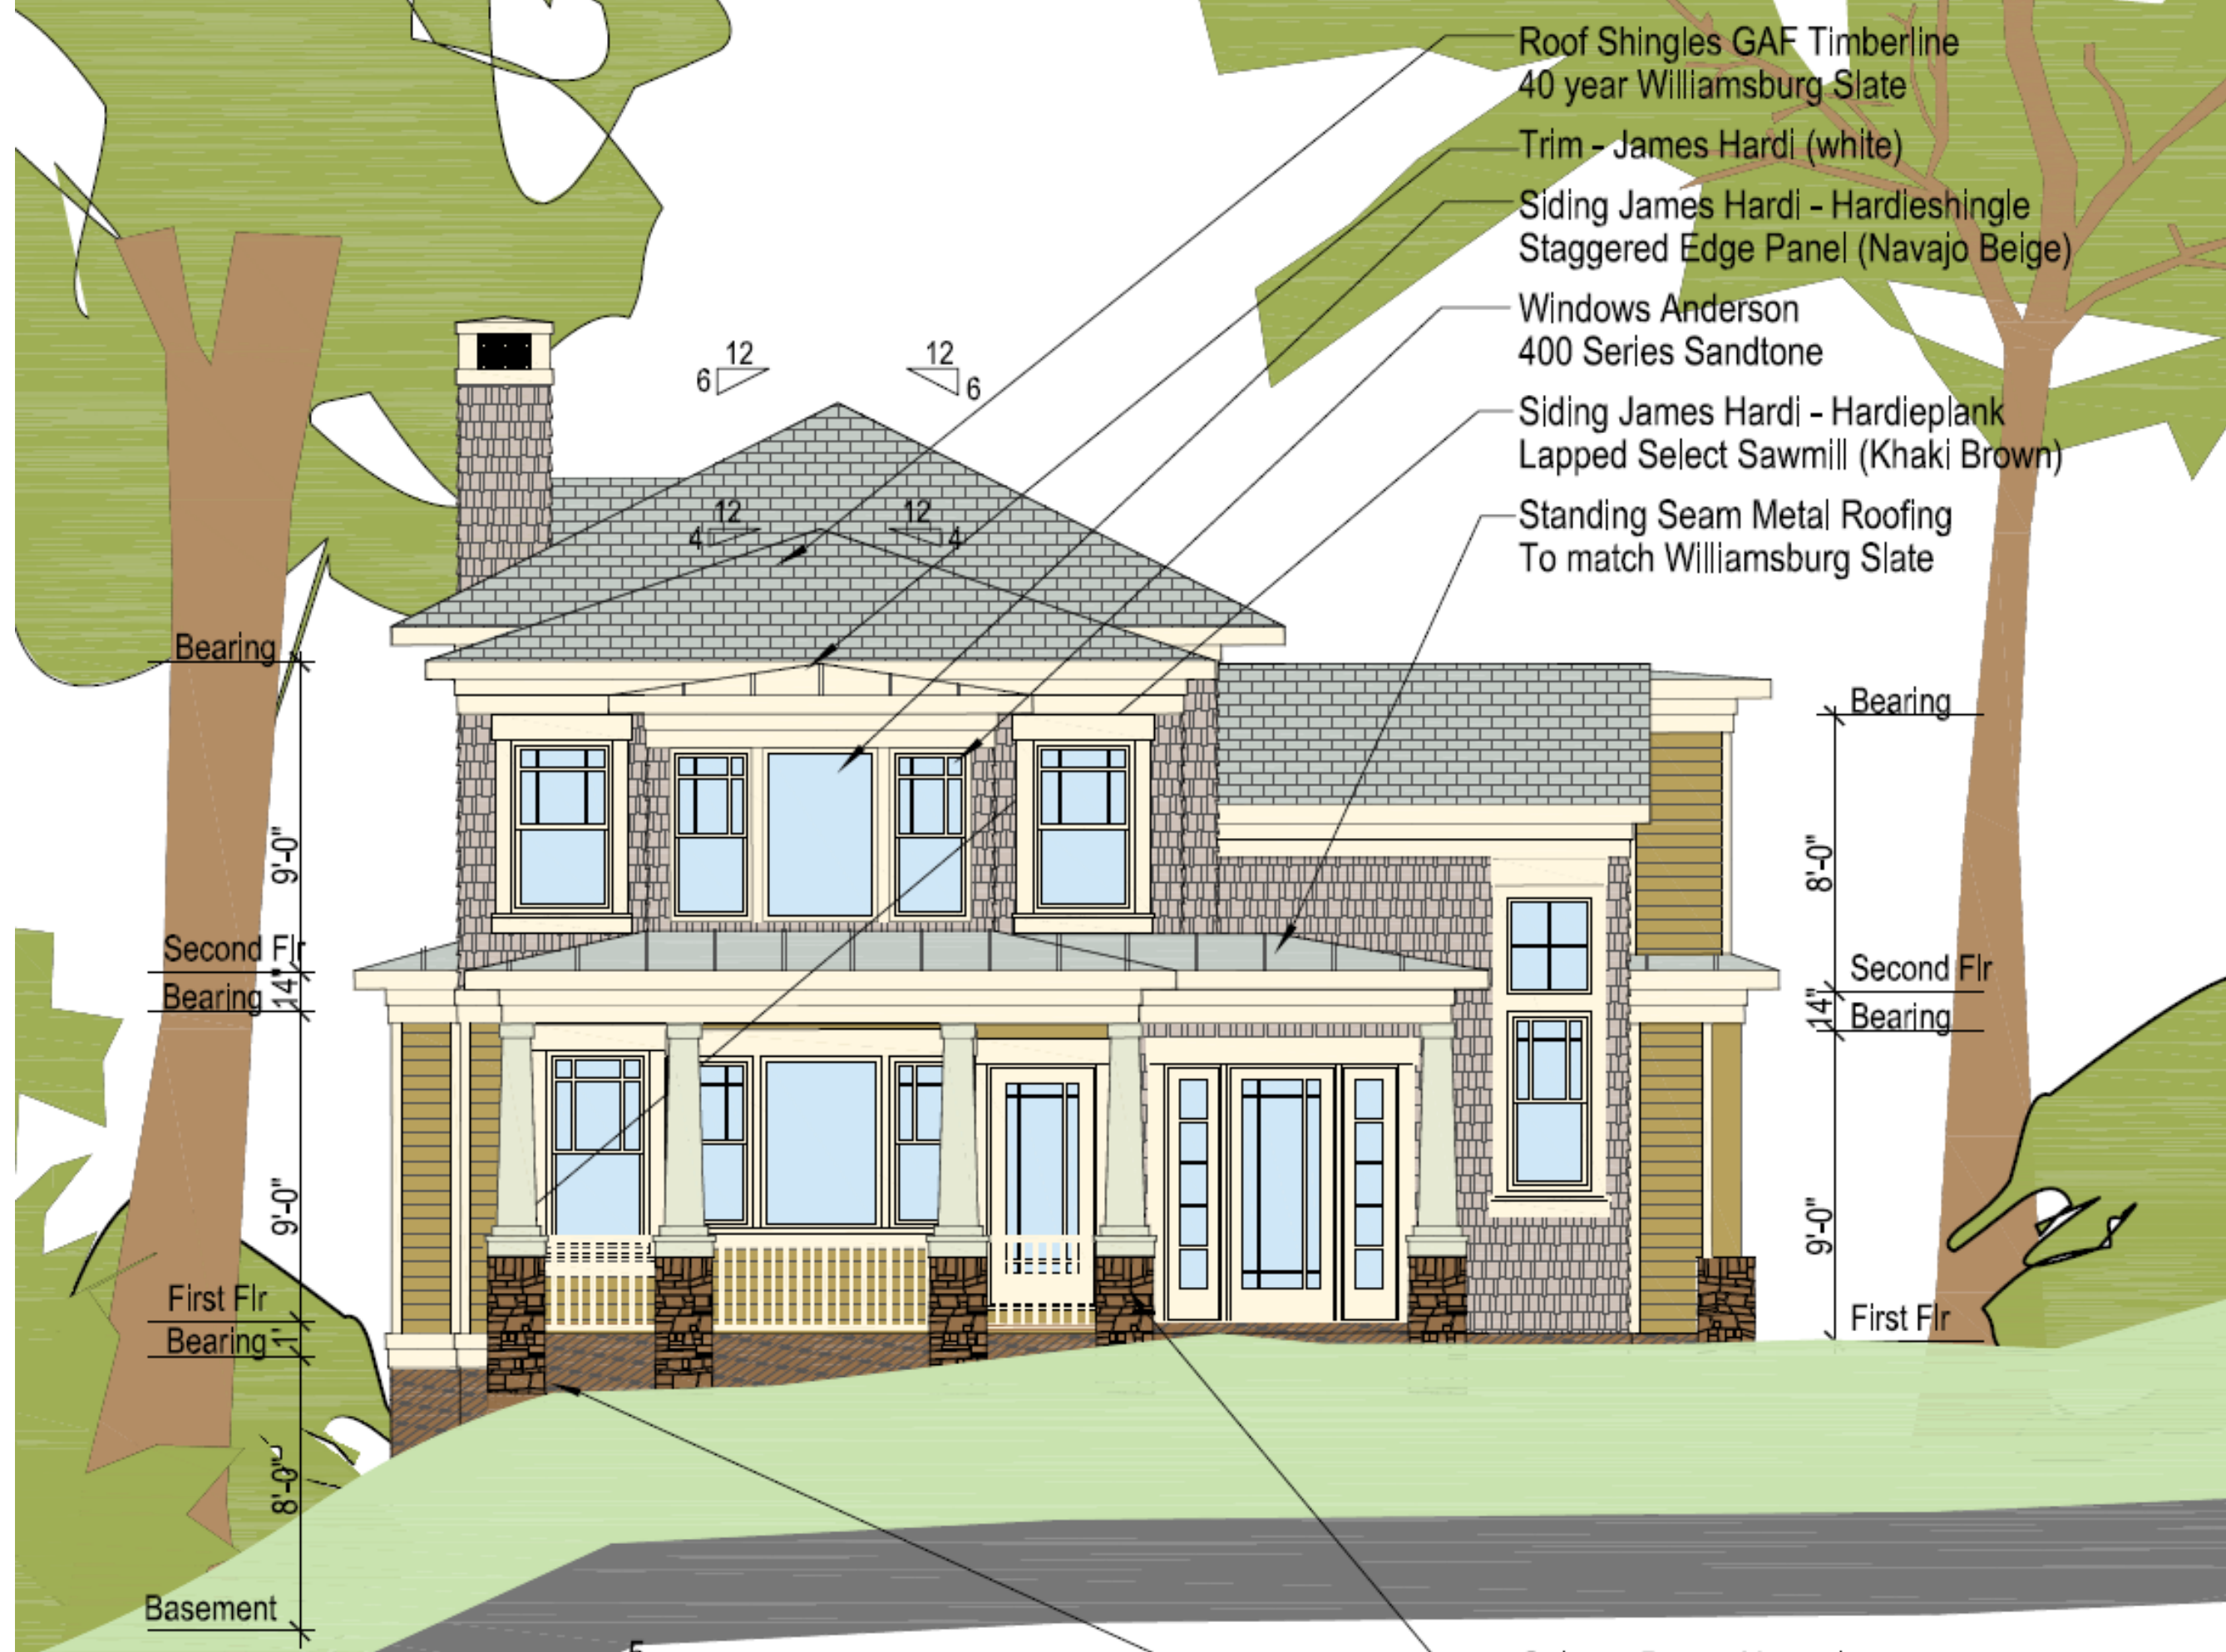 Roof Shingles GAF Timberline
40 year Williamsburg Slate
Trim - James Hardi (white)
Siding James Hardi - Hardieshingle
Staggered Edge Panel (Navajo Beige)
Windows Anderson
400 Series Sandtone
Siding James Hardi - Hardieplank
Lapped Select Sawmill (Khaki Brown)
Standing Seam Metal Roofing
To match Williamsburg Slate
12
6
12
6
12
4
12
4
Bearing
9'-0"
Second Flr
14"
Bearing
9'-0"
First Flr
1'
Bearing
8'-0"
Basement
Bearing
8'-0"
Second Flr
14"
Bearing
9'-0"
First Flr